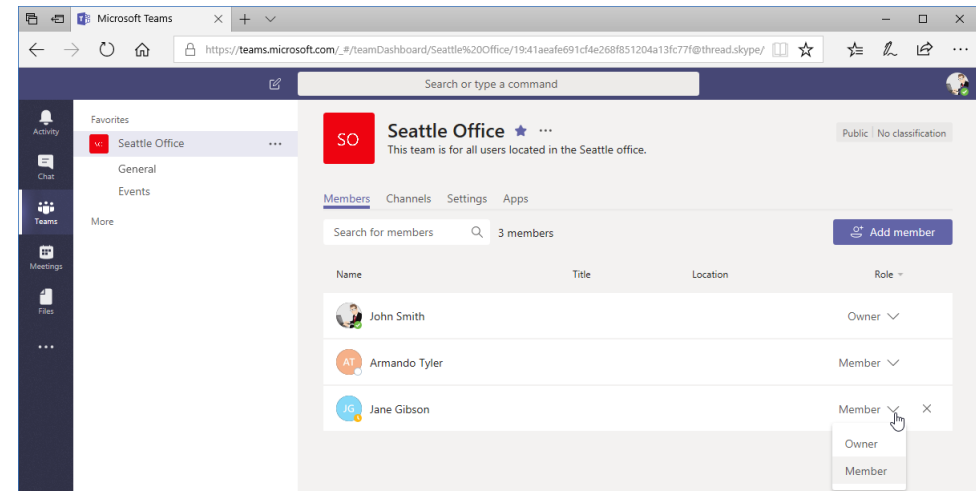 Microsoft Teams
https://teams.microsoft.com/_#/teamDashboard/Seattle%20Office/19:41aeafe691cf4e268f851204a13fc77f@thread.skype/
Search or type a command
Activity
Chat
Teams
Meetings
Files
Favorites
SO Seattle Office
General
Events
More
SO
Seattle Office
This team is for all users located in the Seattle office.
Public No classification
Members Channels Settings Apps
Search for members 3 members Add member
Name Title Location Role
John Smith Owner
AT Armando Tyler Member
JG Jane Gibson Member
Owner
Member